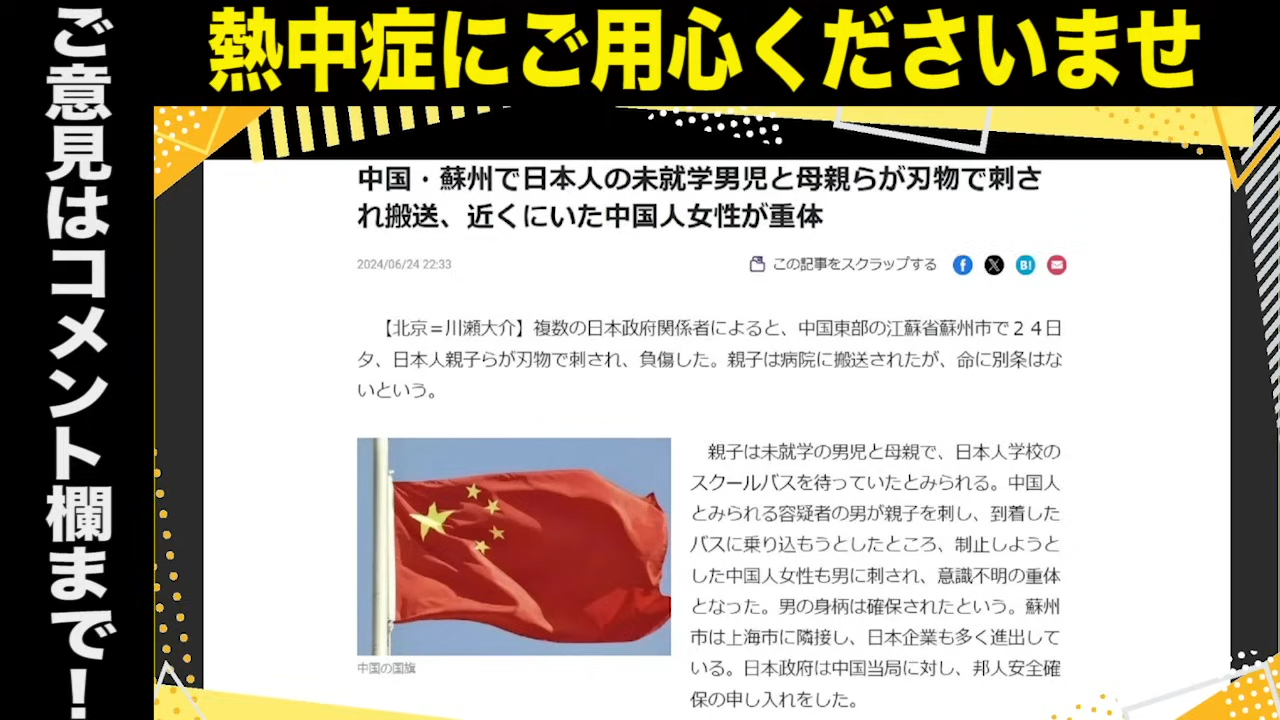 熱中症にご用心くださいませ
ご意見はコメント欄まで！
中国・蘇州で日本人の未就学男児と母親らが刃物で刺さ
れ搬送、近くにいた中国人女性が重体
2024/06/24 22:33
この記事をスクラップする
f
X
B!
【北京＝川瀬大介】複数の日本政府関係者によると、中国東部の江蘇省蘇州市で２４日
夕、日本人親子らが刃物で刺され、負傷した。親子は病院に搬送されたが、命に別条はな
いという。
親子は未就学の男児と母親で、日本人学校の
スクールバスを待っていたとみられる。中国人
とみられる容疑者の男が親子を刺し、到着した
バスに乗り込もうとしたところ、制止しようと
した中国人女性も男に刺され、意識不明の重体
となった。男の身柄は確保されたという。蘇州
市は上海市に隣接し、日本企業も多く進出して
いる。日本政府は中国当局に対し、邦人安全確
保の申し入れをした。
中国の国旗